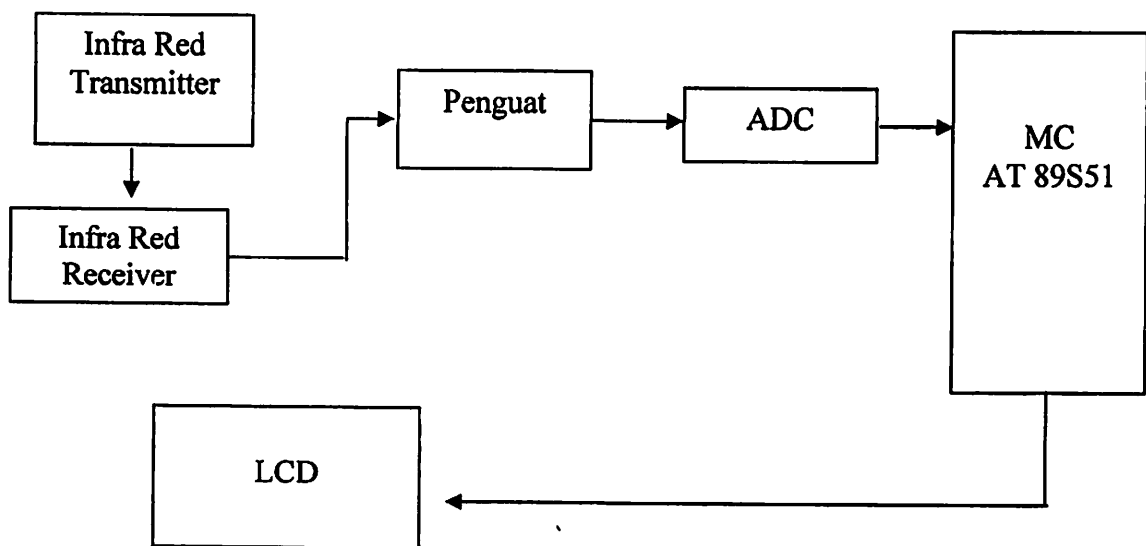 Infra Red
Transmitter
Penguat
ADC
MC
AT 89S51
Infra Red
Receiver
LCD